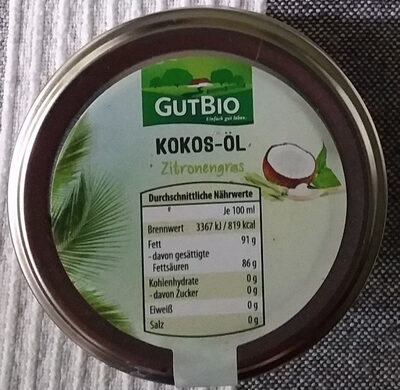 GUTBIO
Einfach gut leben.
KOKOS-ÖL
Zitronengras
Durchschnittliche Nährwerte
Je 100 ml
Brennwert 3367 kJ / 819 kcal
Fett 91 g
- davon gesättigte
Fettsäuren 86 g
Kohlenhydrate 0 g
- davon Zucker 0 g
Eiweiß 0 g
Salz 0 g